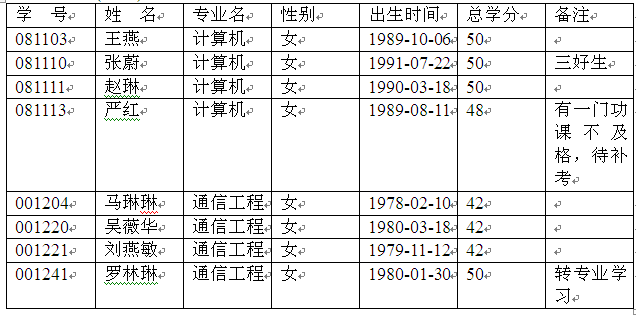 学 号 姓 名 专业名 性别 出生时间 总学分 备注
081103 王燕 计算机 女 1989-10-06 50
081110 张蔚 计算机 女 1991-07-22 50 三好生
081111 赵琳 计算机 女 1990-03-18 50
081113 严红 计算机 女 1989-08-11 48 有一门功
课不及
格，待补
考
001204 马琳琳 通信工程 女 1978-02-10 42
001220 吴薇华 通信工程 女 1980-03-18 42
001221 刘燕敏 通信工程 女 1979-11-12 42
001241 罗林琳 通信工程 女 1980-01-30 50 转专业学
习